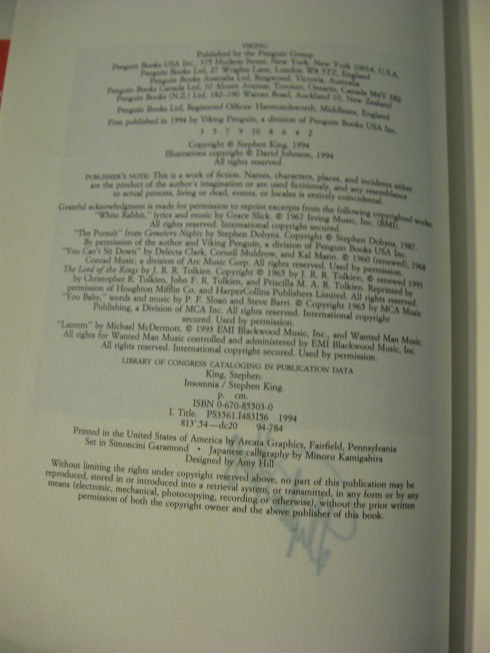 VIKING
Published by the Penguin Group
Penguin Books USA Inc., 375 Hudson Street, New York, New York 10014, U.S.A.
Penguin Books Ltd, 27 Wrights Lane, London W8 5TZ, England
Penguin Books Australia Ltd, Ringwood, Victoria, Australia
Penguin Books Canada Ltd, 10 Alcorn Avenue, Toronto, Ontario, Canada M4V 3B2
Penguin Books (N.Z.) Ltd, 182–190 Wairau Road, Auckland 10, New Zealand
Penguin Books Ltd, Registered Offices: Harmondsworth, Middlesex, England
First published in 1994 by Viking Penguin, a division of Penguin Books USA Inc.
3 5 7 9 10 8 6 4 2
Copyright © Stephen King, 1994
Illustrations copyright © David Johnson, 1994
All rights reserved
PUBLISHER'S NOTE: This is a work of fiction. Names, characters, places, and incidents either
are the product of the author's imagination or are used fictitiously, and any resemblance
to actual persons, living or dead, events, or locales is entirely coincidental.
Grateful acknowledgment is made for permission to reprint excerpts from the following copyrighted works:
"White Rabbit," lyrics and music by Grace Slick. © 1967 Irving Music, Inc. (BMI).
All rights reserved. International copyright secured.
"The Pursuit" from Cemetery Nights by Stephen Dobyns. Copyright © Stephen Dobyns, 1987.
By permission of the author and Viking Penguin, a division of Penguin Books USA Inc.
"You Can't Sit Down" by Delecta Clark, Cornell Muldrow, and Kal Mann. © 1960 (renewed), 1968
Conrad Music, a division of Arc Music Corp. All rights reserved. Used by permission.
The Lord of the Rings by J. R. R. Tolkien. Copyright © 1965 by J. R. R. Tolkien, © renewed 1993
by Christopher R. Tolkien, John F. R. Tolkien, and Priscilla M. A. R. Tolkien. Reprinted by
permission of Houghton Mifflin Co. and HarperCollins Publishers Limited. All rights reserved.
"You Baby," words and music by P. F. Sloan and Steve Barri. © Copyright 1965 by MCA Music
Publishing, a Division of MCA Inc. All rights reserved. International copyright
secured. Used by permission.
"Lantern" by Michael McDermott. © 1993 EMI Blackwood Music, Inc., and Wanted Man Music.
All rights for Wanted Man Music controlled and administered by EMI Blackwood Music, Inc.
All rights reserved. International copyright secured. Used by permission.
LIBRARY OF CONGRESS CATALOGING IN PUBLICATION DATA
King, Stephen.
Insomnia / Stephen King.
p. cm.
ISBN 0-670-85503-0
I. Title. PS3561.I483I56 1994
813'.54—dc20 94-784
Printed in the United States of America by Arcata Graphics, Fairfield, Pennsylvania
Set in Simoncini Garamond • Japanese calligraphy by Minoru Kamigahira
Designed by Amy Hill
Without limiting the rights under copyright reserved above, no part of this publication may be
reproduced, stored in or introduced into a retrieval system, or transmitted, in any form or by any
means (electronic, mechanical, photocopying, recording or otherwise), without the prior written
permission of both the copyright owner and the above publisher of this book.